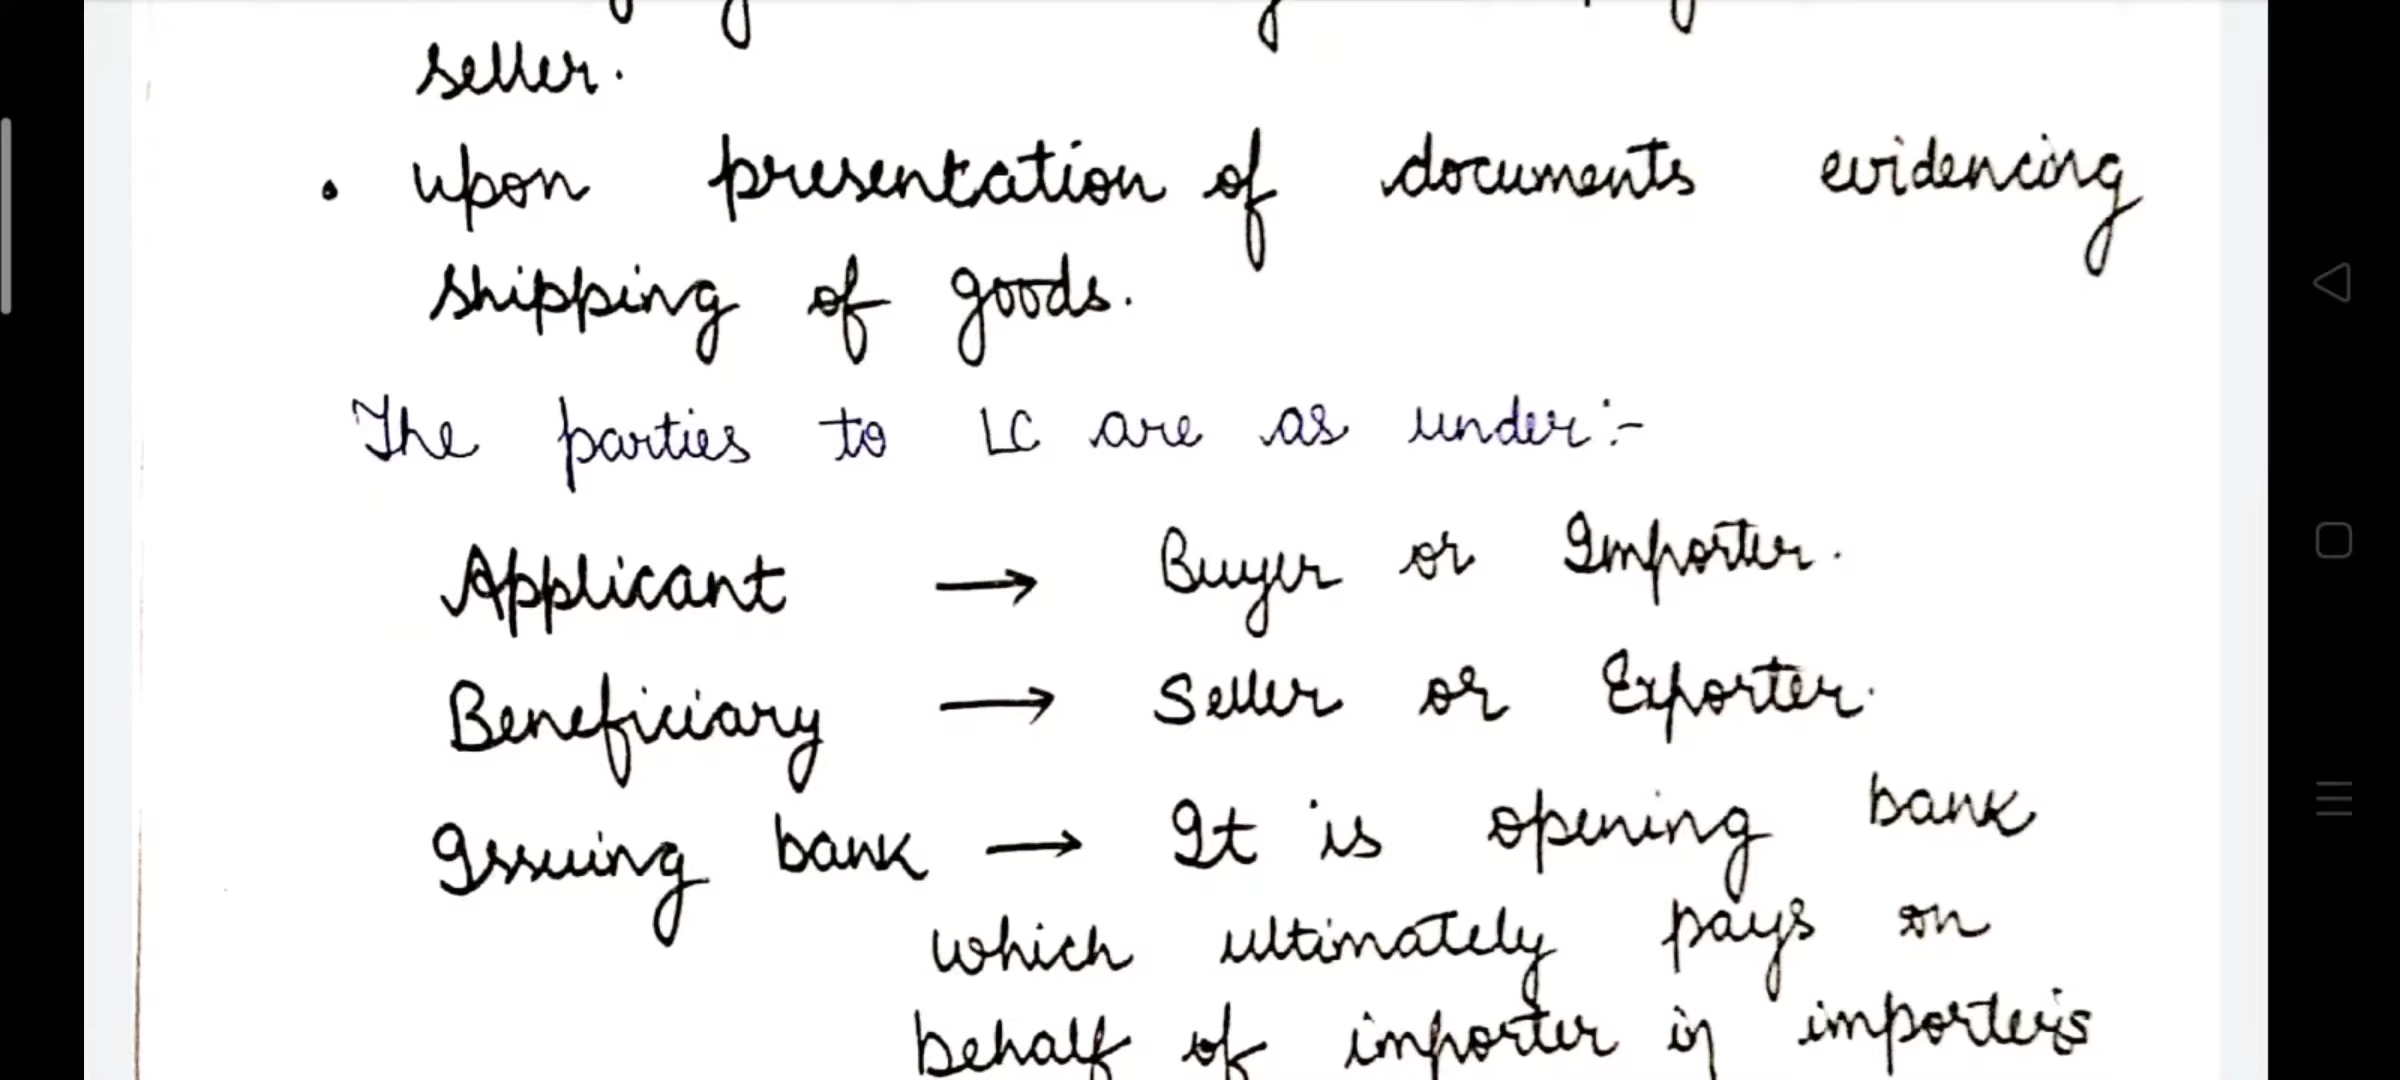 seller.
• upon presentation of documents evidencing
shipping of goods.
The parties to LC are as under:-
Applicant → Buyer or Importer.
Beneficiary → Seller or Exporter.
Issuing bank → It is opening bank
which ultimately pays on
behalf of importer if importer's